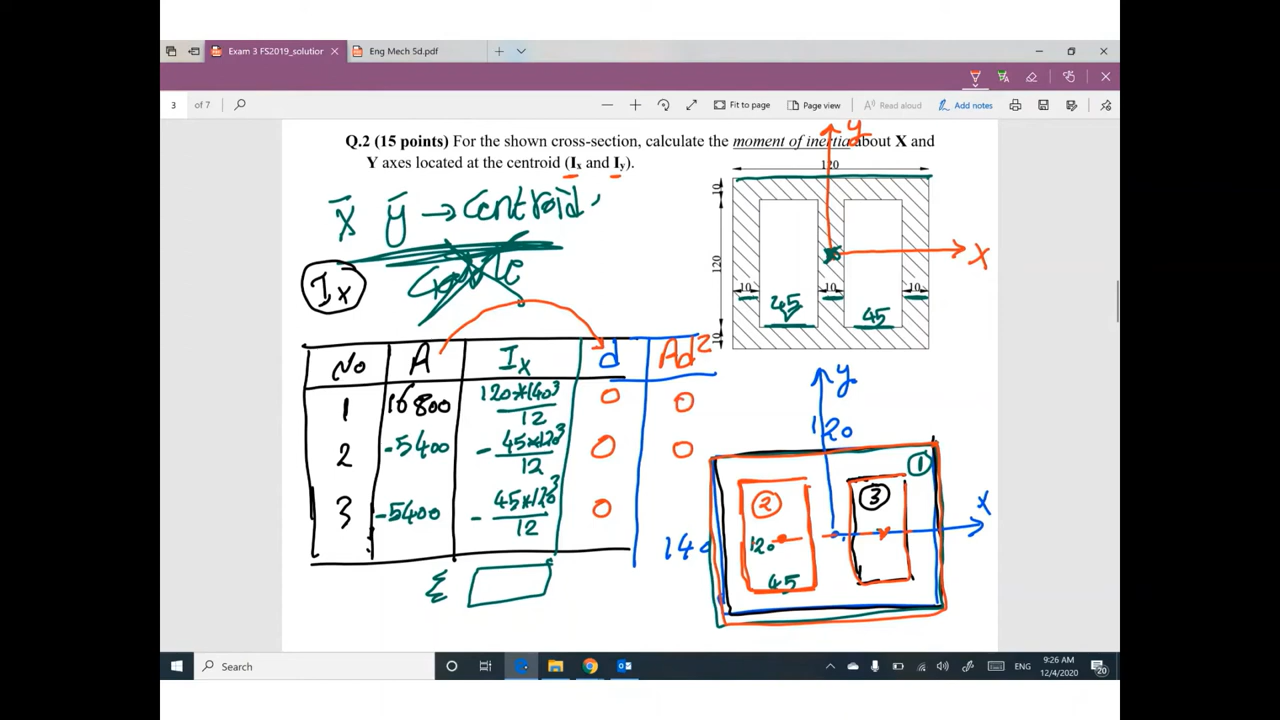 Exam 3 FS2019_solutior
Eng Mech 5d.pdf
3 of 7
Fit to page
Page view
Read aloud
Add notes
Q.2 (15 points) For the shown cross-section, calculate the moment of inertia about X and
Y axes located at the centroid (Ix and Iy).
y
120
10
120
10
10 10 10
45 45
X
x̄ ȳ → Centroid
Ix
No A Ix d Ad²
1 16800 120*140³/12 0 0
2 -5400 -45*120³/12 0 0
3 -5400 -45*120³/12 0
Σ
y
120
①
② ③
x
140
120
45
Search
ENG
9:26 AM
12/4/2020
20